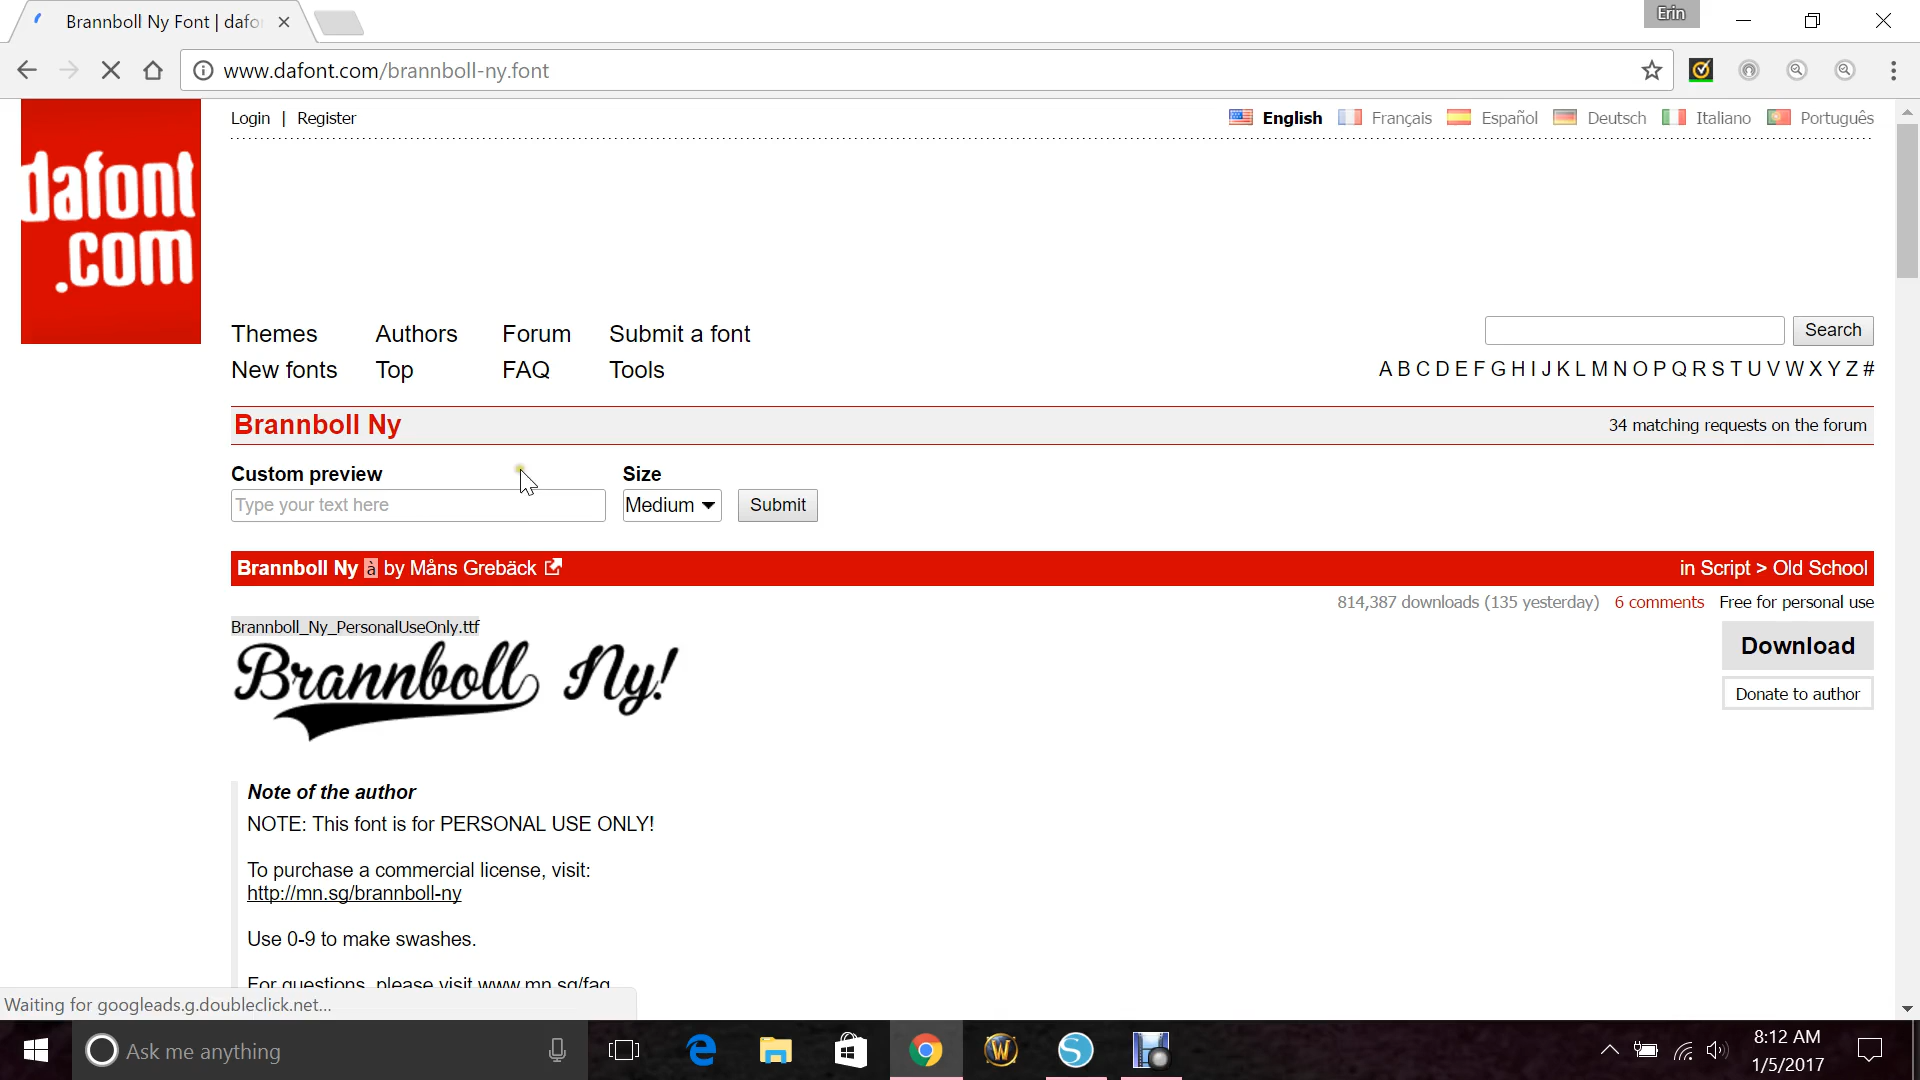 Brannboll Ny Font | dafo
Erin
www.dafont.com/brannboll-ny.font
dafont
.com
Login | Register
English Français Español Deutsch Italiano Português
Themes Authors Forum Submit a font
Search
New fonts Top FAQ Tools
A B C D E F G H I J K L M N O P Q R S T U V W X Y Z #
Brannboll Ny
34 matching requests on the forum
Custom preview Size
Type your text here Medium Submit
Brannboll Ny à by Måns Grebäck
in Script > Old School
814,387 downloads (135 yesterday) 6 comments Free for personal use
Brannboll_Ny_PersonalUseOnly.ttf
Download
Brannboll Ny!
Donate to author
Note of the author
NOTE: This font is for PERSONAL USE ONLY!
To purchase a commercial license, visit:
http://mn.sg/brannboll-ny
Use 0-9 to make swashes.
For questions, please visit www.mn.sg/faq
Waiting for googleads.g.doubleclick.net...
Ask me anything
8:12 AM
1/5/2017